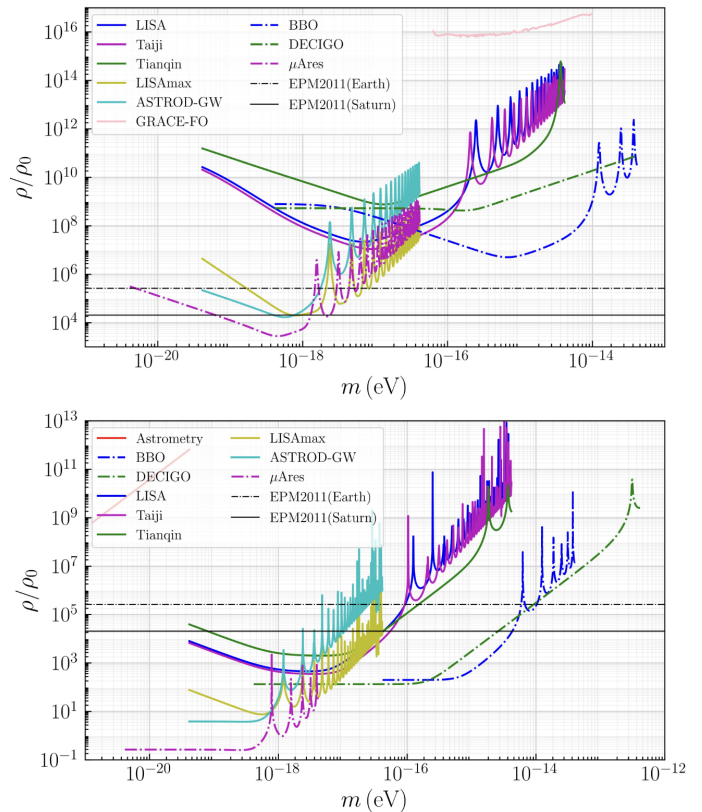 10^16
10^14
10^12
10^10
10^8
10^6
10^4
ρ/ρ0
LISA
Taiji
Tianqin
LISAmax
ASTROD-GW
GRACE-FO
BBO
DECIGO
μAres
EPM2011(Earth)
EPM2011(Saturn)
10^−20
10^−18
10^−16
10^−14
m (eV)
10^13
10^11
10^9
10^7
10^5
10^3
10^1
10^−1
ρ/ρ0
Astrometry
BBO
DECIGO
LISA
Taiji
Tianqin
LISAmax
ASTROD-GW
μAres
EPM2011(Earth)
EPM2011(Saturn)
10^−20
10^−18
10^−16
10^−14
10^−12
m (eV)